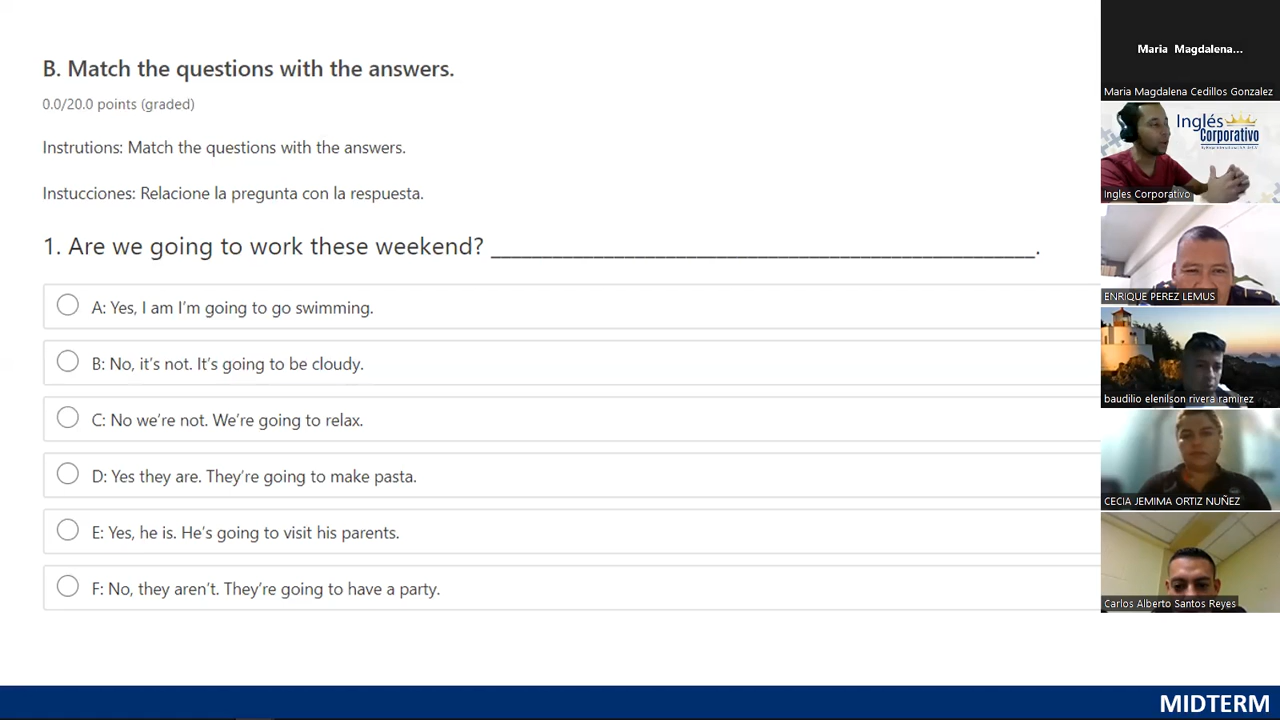 B. Match the questions with the answers.
0.0/20.0 points (graded)
Instrutions: Match the questions with the answers.
Instucciones: Relacione la pregunta con la respuesta.
1. Are we going to work these weekend? ______________________________________________.
A: Yes, I am I’m going to go swimming.
B: No, it’s not. It’s going to be cloudy.
C: No we’re not. We’re going to relax.
D: Yes they are. They’re going to make pasta.
E: Yes, he is. He’s going to visit his parents.
F: No, they aren’t. They’re going to have a party.
MIDTERM
Maria Magdalena...
Maria Magdalena Cedillos Gonzalez
Inglés
Corporativo
Ingles Corporativo
ENRIQUE PEREZ LEMUS
baudilio elenilson rivera ramirez
CECIA JEMIMA ORTIZ NUÑEZ
Carlos Alberto Santos Reyes